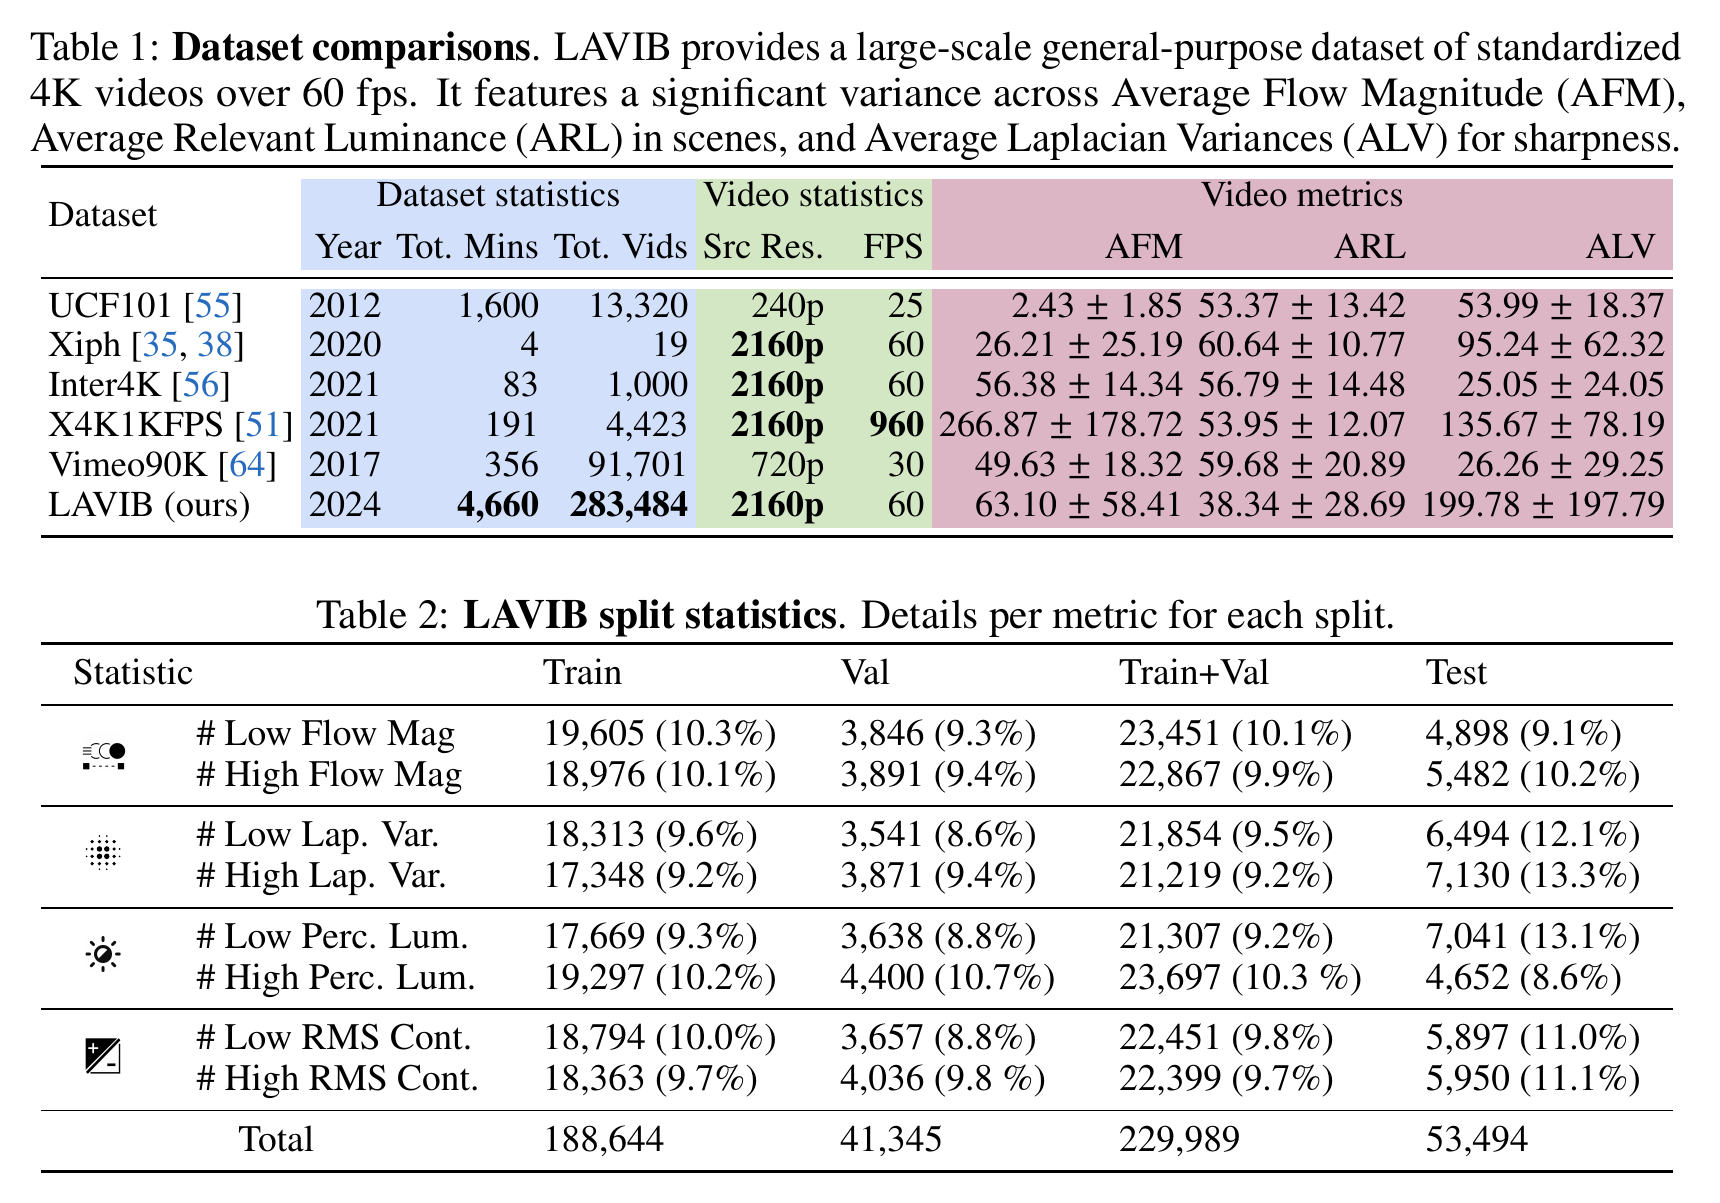 Table 1: Dataset comparisons. LAVIB provides a large-scale general-purpose dataset of standardized
4K videos over 60 fps. It features a significant variance across Average Flow Magnitude (AFM),
Average Relevant Luminance (ARL) in scenes, and Average Laplacian Variances (ALV) for sharpness.
Dataset Dataset statistics Video statistics Video metrics
Year Tot. Mins Tot. Vids Src Res. FPS AFM ARL ALV
UCF101 [55] 2012 1,600 13,320 240p 25 2.43 ± 1.85 53.37 ± 13.42 53.99 ± 18.37
Xiph [35, 38] 2020 4 19 2160p 60 26.21 ± 25.19 60.64 ± 10.77 95.24 ± 62.32
Inter4K [56] 2021 83 1,000 2160p 60 56.38 ± 14.34 56.79 ± 14.48 25.05 ± 24.05
X4K1KFPS [51] 2021 191 4,423 2160p 960 266.87 ± 178.72 53.95 ± 12.07 135.67 ± 78.19
Vimeo90K [64] 2017 356 91,701 720p 30 49.63 ± 18.32 59.68 ± 20.89 26.26 ± 29.25
LAVIB (ours) 2024 4,660 283,484 2160p 60 63.10 ± 58.41 38.34 ± 28.69 199.78 ± 197.79
Table 2: LAVIB split statistics. Details per metric for each split.
Statistic Train Val Train+Val Test
# Low Flow Mag 19,605 (10.3%) 3,846 (9.3%) 23,451 (10.1%) 4,898 (9.1%)
# High Flow Mag 18,976 (10.1%) 3,891 (9.4%) 22,867 (9.9%) 5,482 (10.2%)
# Low Lap. Var. 18,313 (9.6%) 3,541 (8.6%) 21,854 (9.5%) 6,494 (12.1%)
# High Lap. Var. 17,348 (9.2%) 3,871 (9.4%) 21,219 (9.2%) 7,130 (13.3%)
# Low Perc. Lum. 17,669 (9.3%) 3,638 (8.8%) 21,307 (9.2%) 7,041 (13.1%)
# High Perc. Lum. 19,297 (10.2%) 4,400 (10.7%) 23,697 (10.3 %) 4,652 (8.6%)
# Low RMS Cont. 18,794 (10.0%) 3,657 (8.8%) 22,451 (9.8%) 5,897 (11.0%)
# High RMS Cont. 18,363 (9.7%) 4,036 (9.8 %) 22,399 (9.7%) 5,950 (11.1%)
Total 188,644 41,345 229,989 53,494